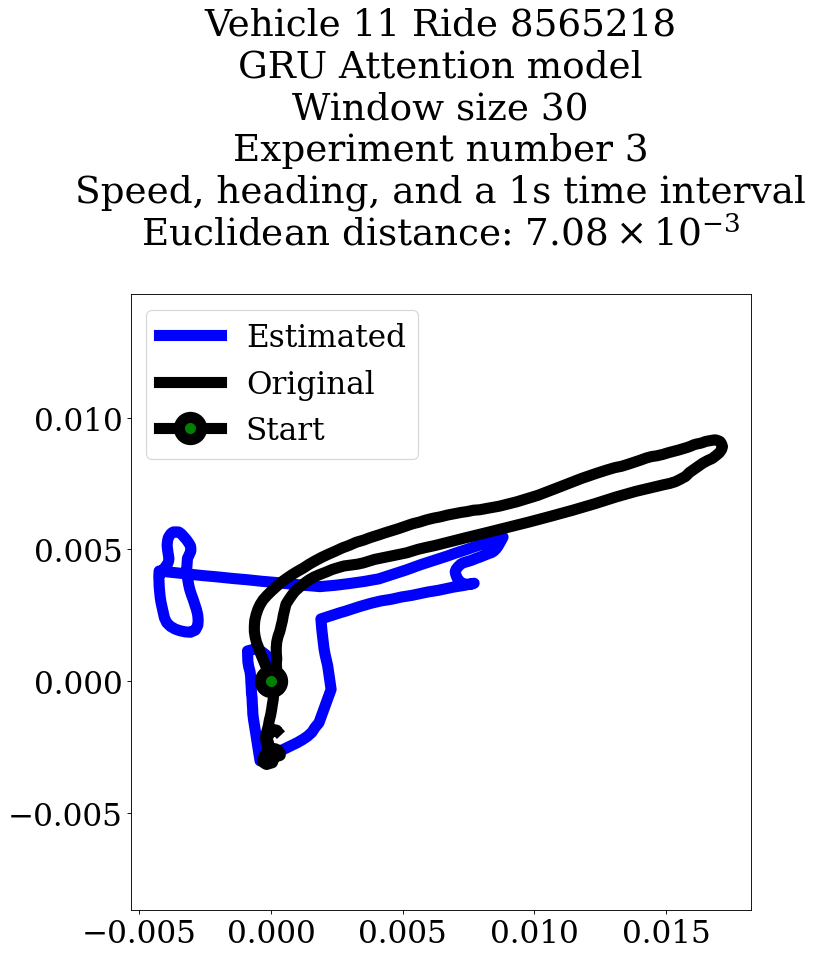 Vehicle 11 Ride 8565218
GRU Attention model
Window size 30
Experiment number 3
Speed, heading, and a 1s time interval
Euclidean distance: 7.08 × 10⁻³
Estimated
Original
Start
0.010
0.005
0.000
−0.005
−0.005 0.000 0.005 0.010 0.015